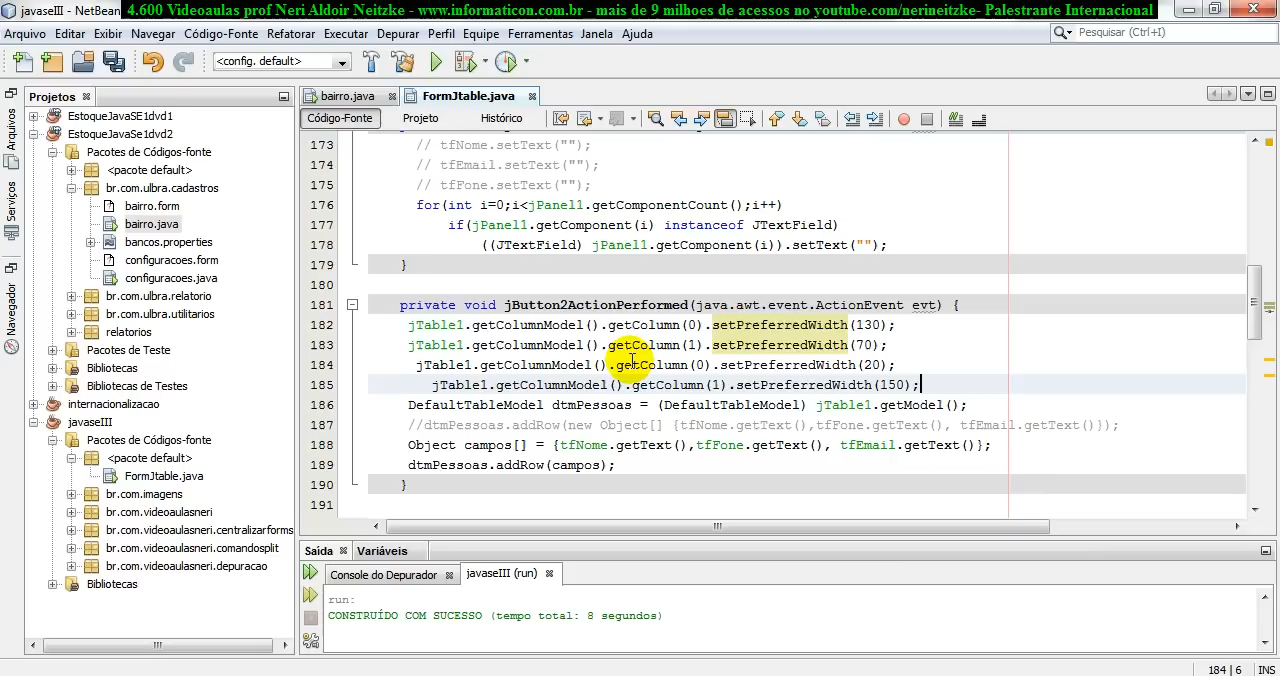 javaseIII - NetBean
4.600 Videoaulas prof Neri Aldoir Neitzke - www.informaticon.com.br - mais de 9 milhoes de acessos no youtube.com/nerineitzke- Palestrante Internacional
Arquivo Editar Exibir Navegar Código-Fonte Refatorar Executar Depurar Perfil Equipe Ferramentas Janela Ajuda
Pesquisar (Ctrl+I)
<config. default>
Projetos
bairro.java FormJtable.java
Código-Fonte Projeto Histórico
Arquivos
Serviços
Navegador
EstoqueJavaSE1dvd1
EstoqueJavaSe1dvd2
Pacotes de Códigos-fonte
<pacote default>
br.com.ulbra.cadastros
bairro.form
bairro.java
bancos.properties
configuracoes.form
configuracoes.java
br.com.ulbra.relatorio
br.com.ulbra.utilitarios
relatorios
Pacotes de Teste
Bibliotecas
Bibliotecas de Testes
internacionalizacao
javaseIII
Pacotes de Códigos-fonte
<pacote default>
FormJtable.java
br.com.imagens
br.com.videoaulasneri
br.com.videoaulasneri.centralizarforms
br.com.videoaulasneri.comandosplit
br.com.videoaulasneri.depuracao
Bibliotecas
173 // tfNome.setText("");
174 // tfEmail.setText("");
175 // tfFone.setText("");
176 for(int i=0;i<jPanel1.getComponentCount();i++)
177 if(jPanel1.getComponent(i) instanceof JTextField)
178 ((JTextField) jPanel1.getComponent(i)).setText("");
179 }
180
181 private void jButton2ActionPerformed(java.awt.event.ActionEvent evt) {
182 jTable1.getColumnModel().getColumn(0).setPreferredWidth(130);
183 jTable1.getColumnModel().getColumn(1).setPreferredWidth(70);
184 jTable1.getColumnModel().getColumn(0).setPreferredWidth(20);
185 jTable1.getColumnModel().getColumn(1).setPreferredWidth(150);
186 DefaultTableModel dtmPessoas = (DefaultTableModel) jTable1.getModel();
187 //dtmPessoas.addRow(new Object[] {tfNome.getText(),tfFone.getText(), tfEmail.getText()});
188 Object campos[] = {tfNome.getText(),tfFone.getText(), tfEmail.getText()};
189 dtmPessoas.addRow(campos);
190 }
191
Saída Variáveis
Console do Depurador javaseIII (run)
run:
CONSTRUÍDO COM SUCESSO (tempo total: 8 segundos)
184 | 6 INS